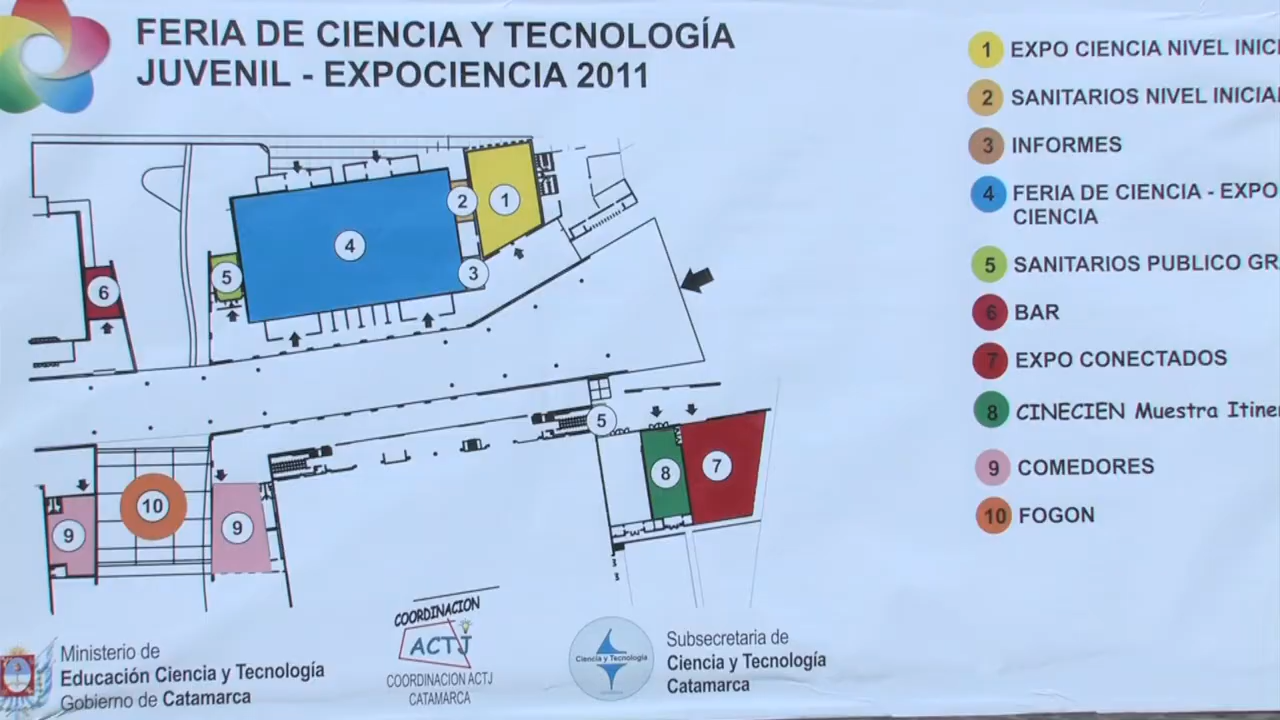 FERIA DE CIENCIA Y TECNOLOGÍA
JUVENIL - EXPOCIENCIA 2011
1 EXPO CIENCIA NIVEL INICI
2 SANITARIOS NIVEL INICIAL
3 INFORMES
4 FERIA DE CIENCIA - EXPO
CIENCIA
5 SANITARIOS PUBLICO GR
6 BAR
7 EXPO CONECTADOS
8 CINECIEN Muestra Itine
9 COMEDORES
10 FOGON
1
2
4
3
5
6
5
8
7
10
9
9
Ministerio de
Educación Ciencia y Tecnología
Gobierno de Catamarca
COORDINACION
ACTJ
COORDINACION ACTJ
CATAMARCA
Ciencia y Tecnología
Subsecretaria de
Ciencia y Tecnología
Catamarca